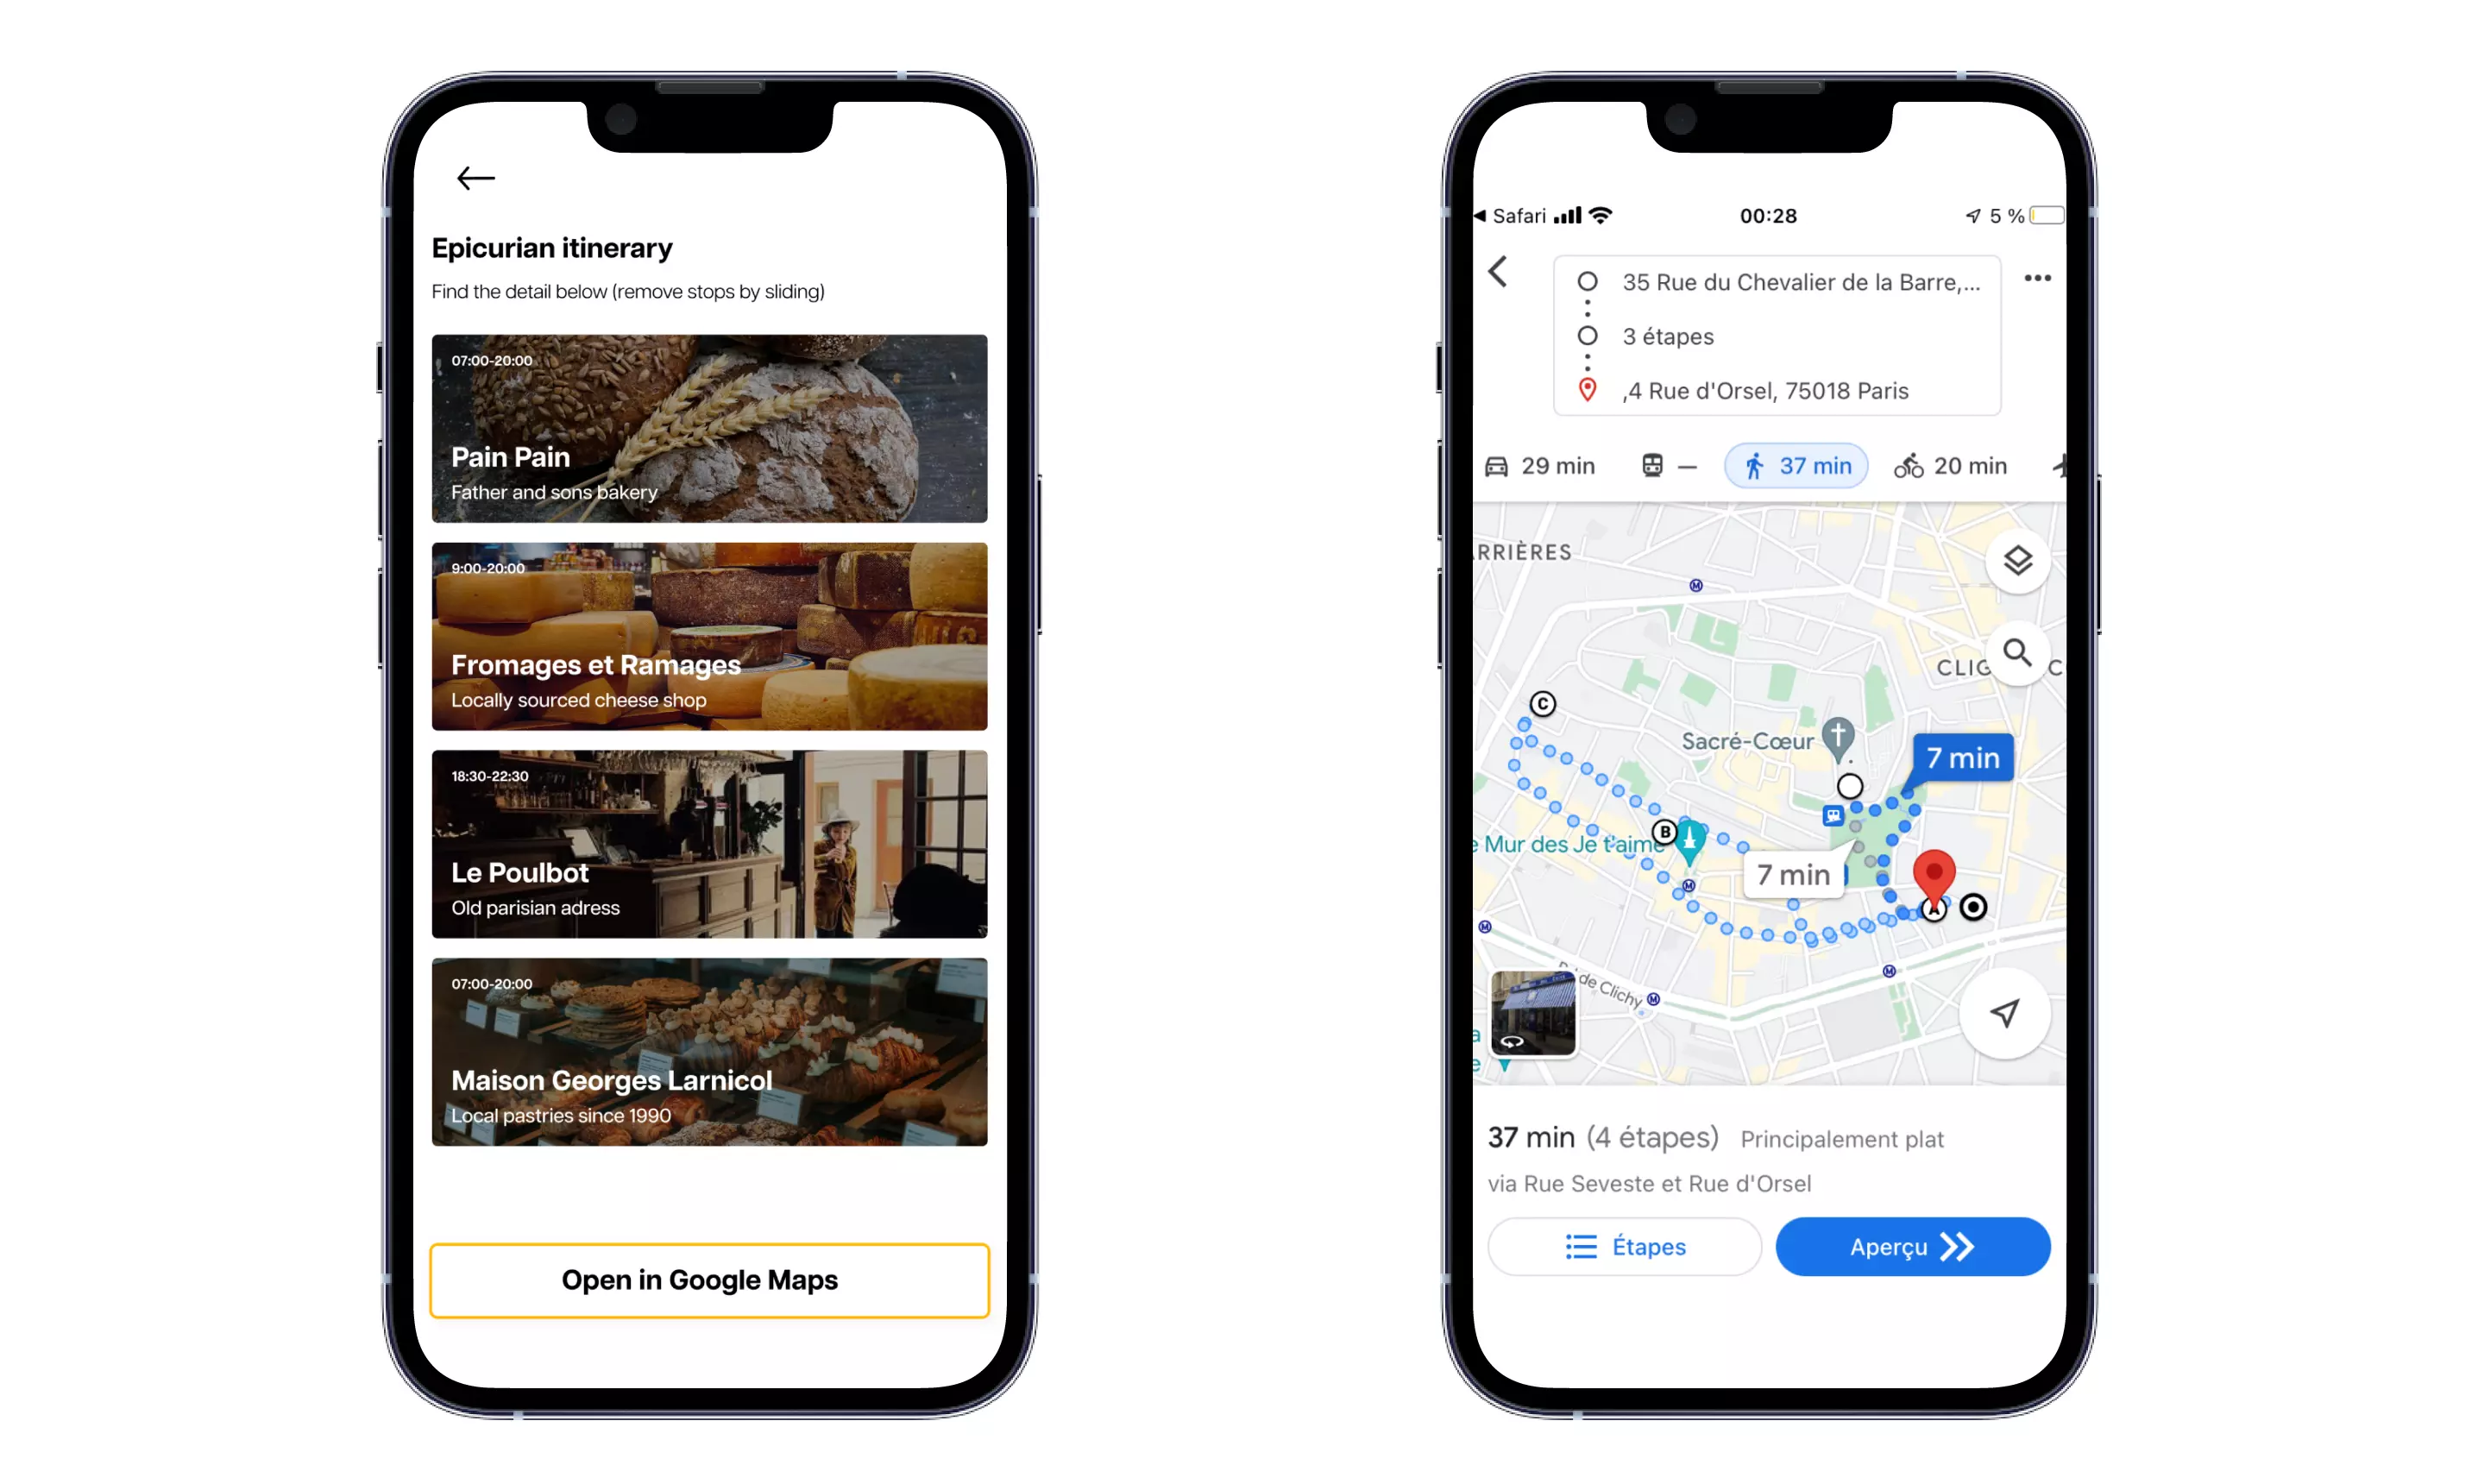 Epicurian itinerary
Find the detail below (remove stops by sliding)
07:00-20:00
Pain Pain
Father and sons bakery
9:00-20:00
Fromages et Ramages
Locally sourced cheese shop
18:30-22:30
Le Poulbot
Old parisian adress
07:00-20:00
Maison Georges Larnicol
Local pastries since 1990
Open in Google Maps
Safari
00:28
5 %
35 Rue du Chevalier de la Barre,...
3 étapes
,4 Rue d'Orsel, 75018 Paris
29 min
—
37 min
20 min
RRIÈRES
CLIG
C
C
Sacré-Cœur
7 min
B
e Mur des Je t'aime
7 min
A
de Clichy
a
e
37 min (4 étapes) Principalement plat
via Rue Seveste et Rue d'Orsel
Étapes
Aperçu